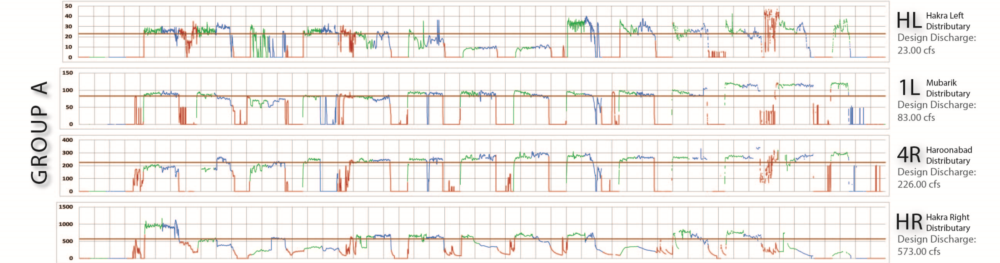 GROUP A
50
40
30
20
10
0
HL Hakra Left
Distributary
Design Discharge:
23.00 cfs
150
100
50
0
1L Mubarik
Distributary
Design Discharge:
83.00 cfs
400
300
200
100
0
4R Haroonabad
Distributary
Design Discharge:
226.00 cfs
1500
1000
500
0
HR Hakra Right
Distributary
Design Discharge:
573.00 cfs